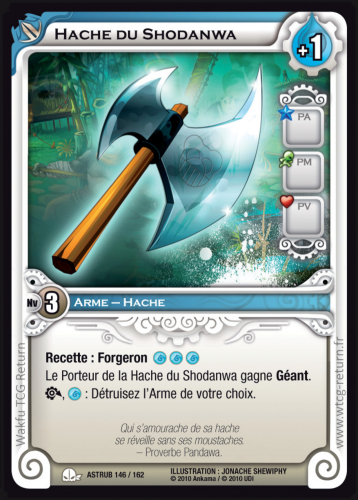 Hache du Shodanwa
+1
PA
PM
PV
Nv 3
Arme – Hache
Recette : Forgeron
Le Porteur de la Hache du Shodanwa gagne Géant.
, : Détruisez l'Arme de votre choix.
Qui s'amourache de sa hache
se réveille sans ses moustaches.
– Proverbe Pandawa.
ASTRUB 146 / 162
ILLUSTRATION : JONACHE SHEWIPHY
© 2010 Ankama / © 2010 UDI
Wakfu TCG Return
www.wtcg-return.fr